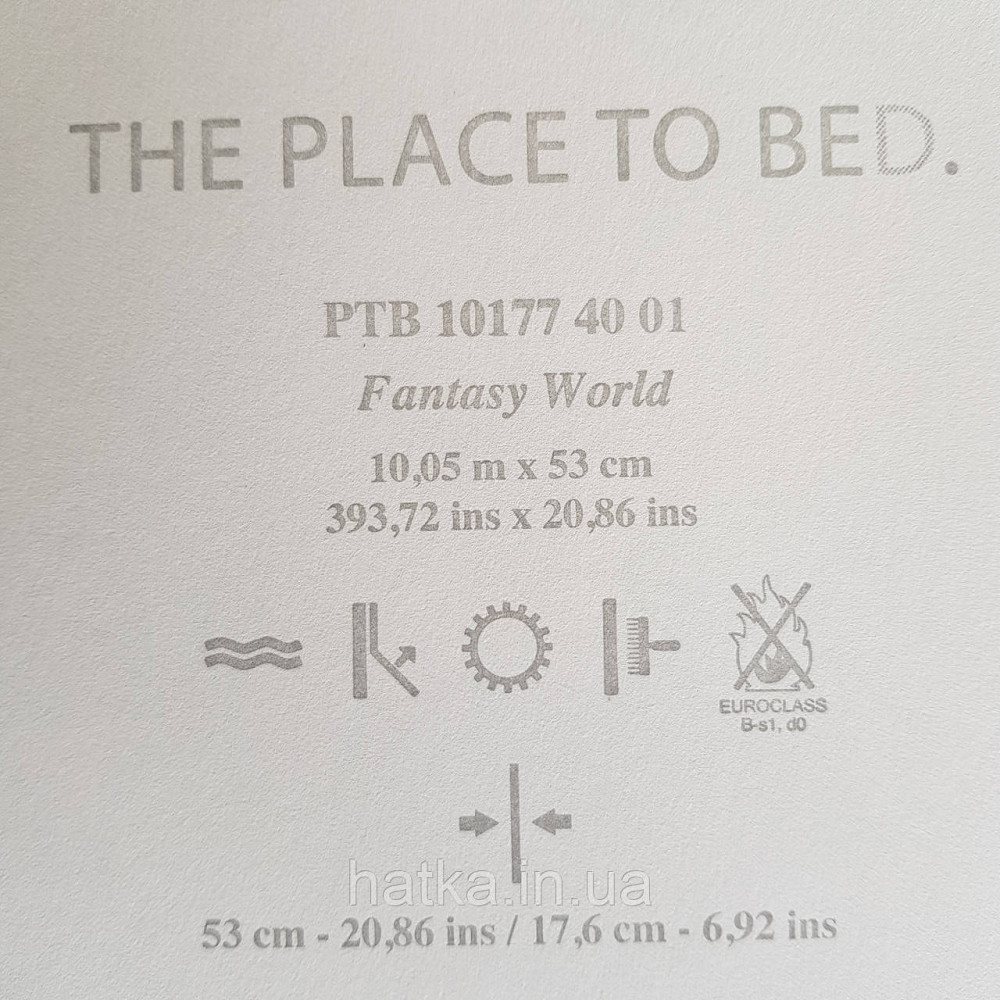 THE PLACE TO BED.
PTB 10177 40 01
Fantasy World
10,05 m x 53 cm
393,72 ins x 20,86 ins
EUROCLASS
B-s1, d0
hatka.in.ua
53 cm - 20,86 ins / 17,6 cm - 6,92 ins